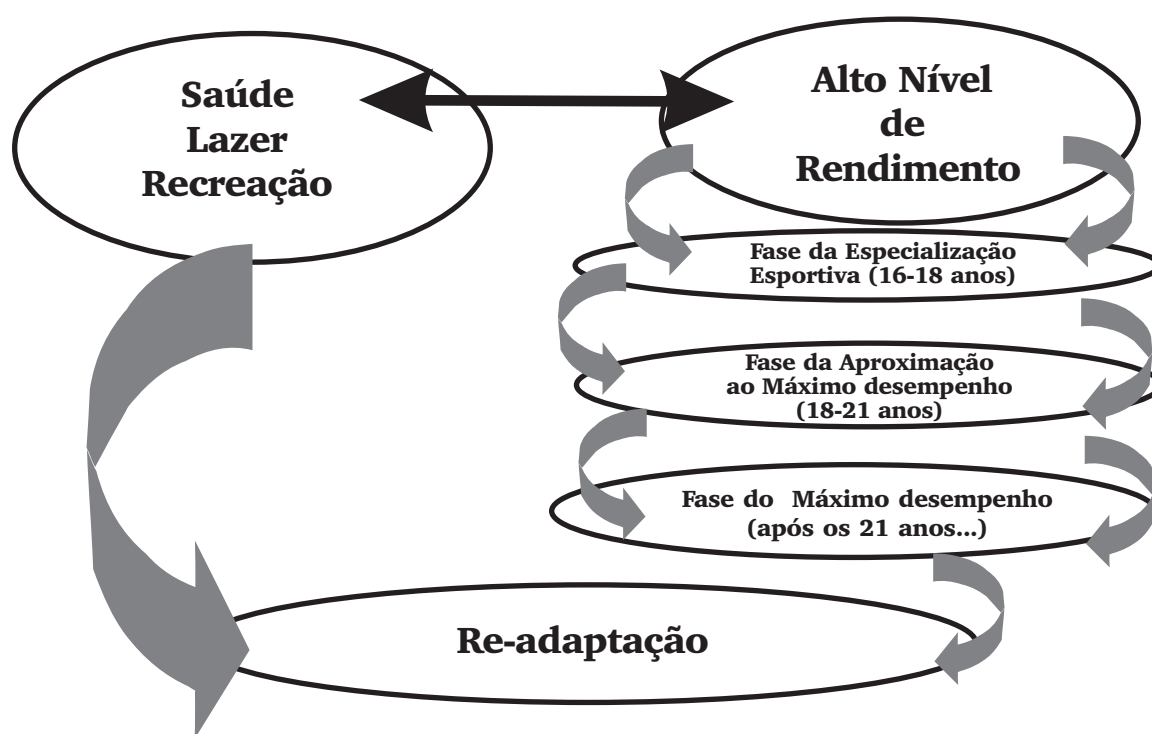 Saúde
Lazer
Recreação
Alto Nível
de
Rendimento
Fase da Especialização
Esportiva (16-18 anos)
Fase da Aproximação
ao Máximo desempenho
(18-21 anos)
Fase do Máximo desempenho
(após os 21 anos...)
Re-adaptação